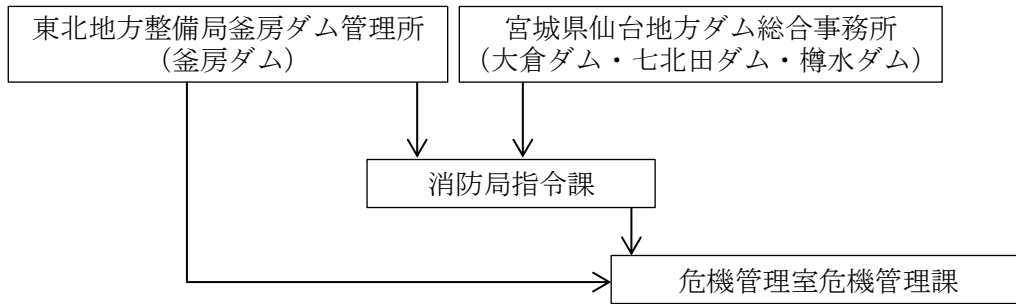 東北地方整備局釜房ダム管理所
（釜房ダム）
宮城県仙台地方ダム総合事務所
（大倉ダム・七北田ダム・樽水ダム）
消防局指令課
危機管理室危機管理課